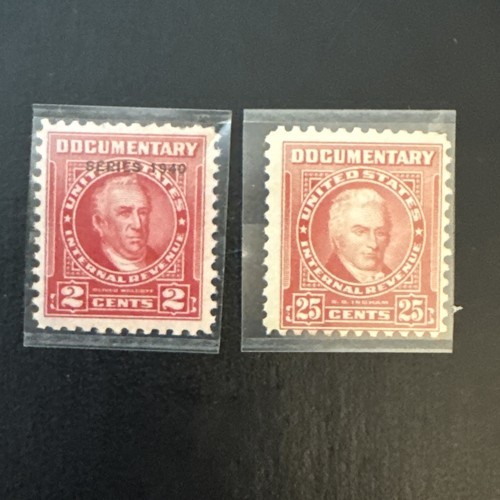 DOCUMENTARY
SERIES 1940
UNITED STATES
INTERNAL REVENUE
OLIVER WOLCOTT
2 CENTS 2
DOCUMENTARY
UNITED STATES
INTERNAL REVENUE
S. D. INGHAM
25 CENTS 25